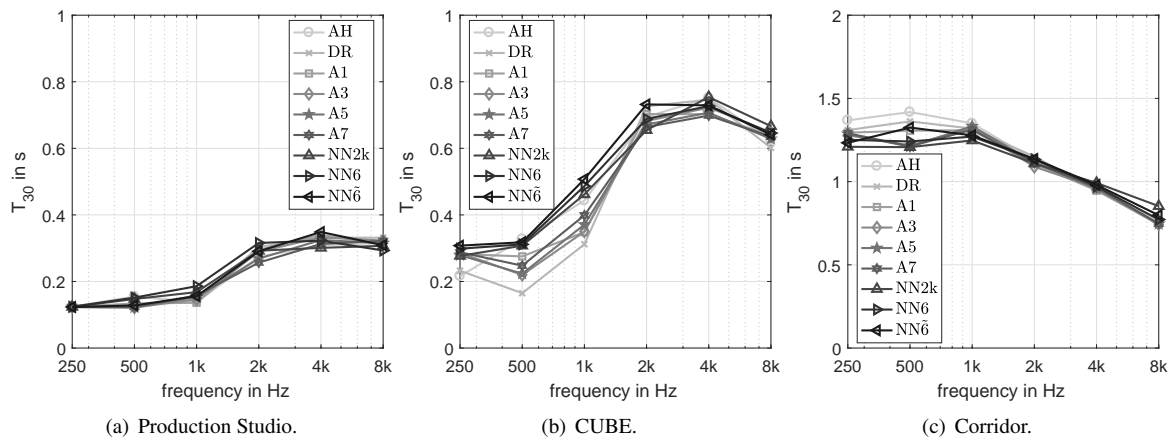 1
0.8
0.6
0.4
0.2
0
T30 in s
250 500 1k 2k 4k 8k
frequency in Hz
AH
DR
A1
A3
A5
A7
NN2k
NN6
NN6̃
(a) Production Studio.
1
0.8
0.6
0.4
0.2
0
T30 in s
250 500 1k 2k 4k 8k
frequency in Hz
AH
DR
A1
A3
A5
A7
NN2k
NN6
NN6̃
(b) CUBE.
2
1.5
1
0.5
0
T30 in s
250 500 1k 2k 4k 8k
frequency in Hz
AH
DR
A1
A3
A5
A7
NN2k
NN6
NN6̃
(c) Corridor.